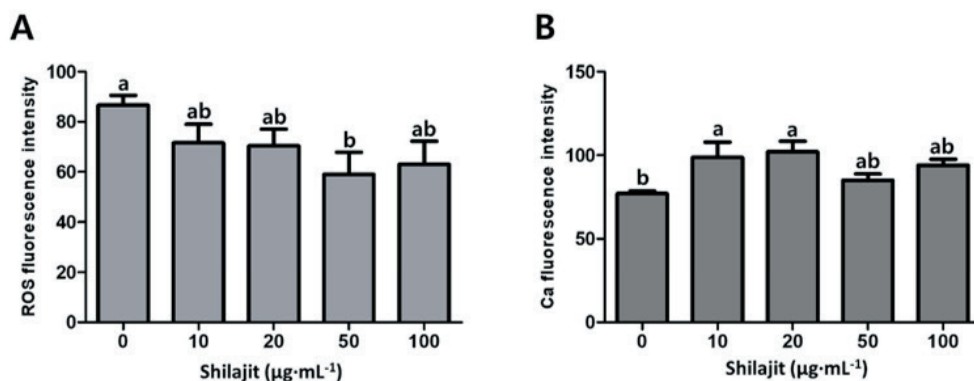 A
ROS fluorescence intensity
100
80
60
40
20
0
a
ab
ab
b
ab
0 10 20 50 100
Shilajit (μg·mL⁻¹)
B
Ca fluorescence intensity
150
100
50
0
b
a
a
ab
ab
0 10 20 50 100
Shilajit (μg·mL⁻¹)